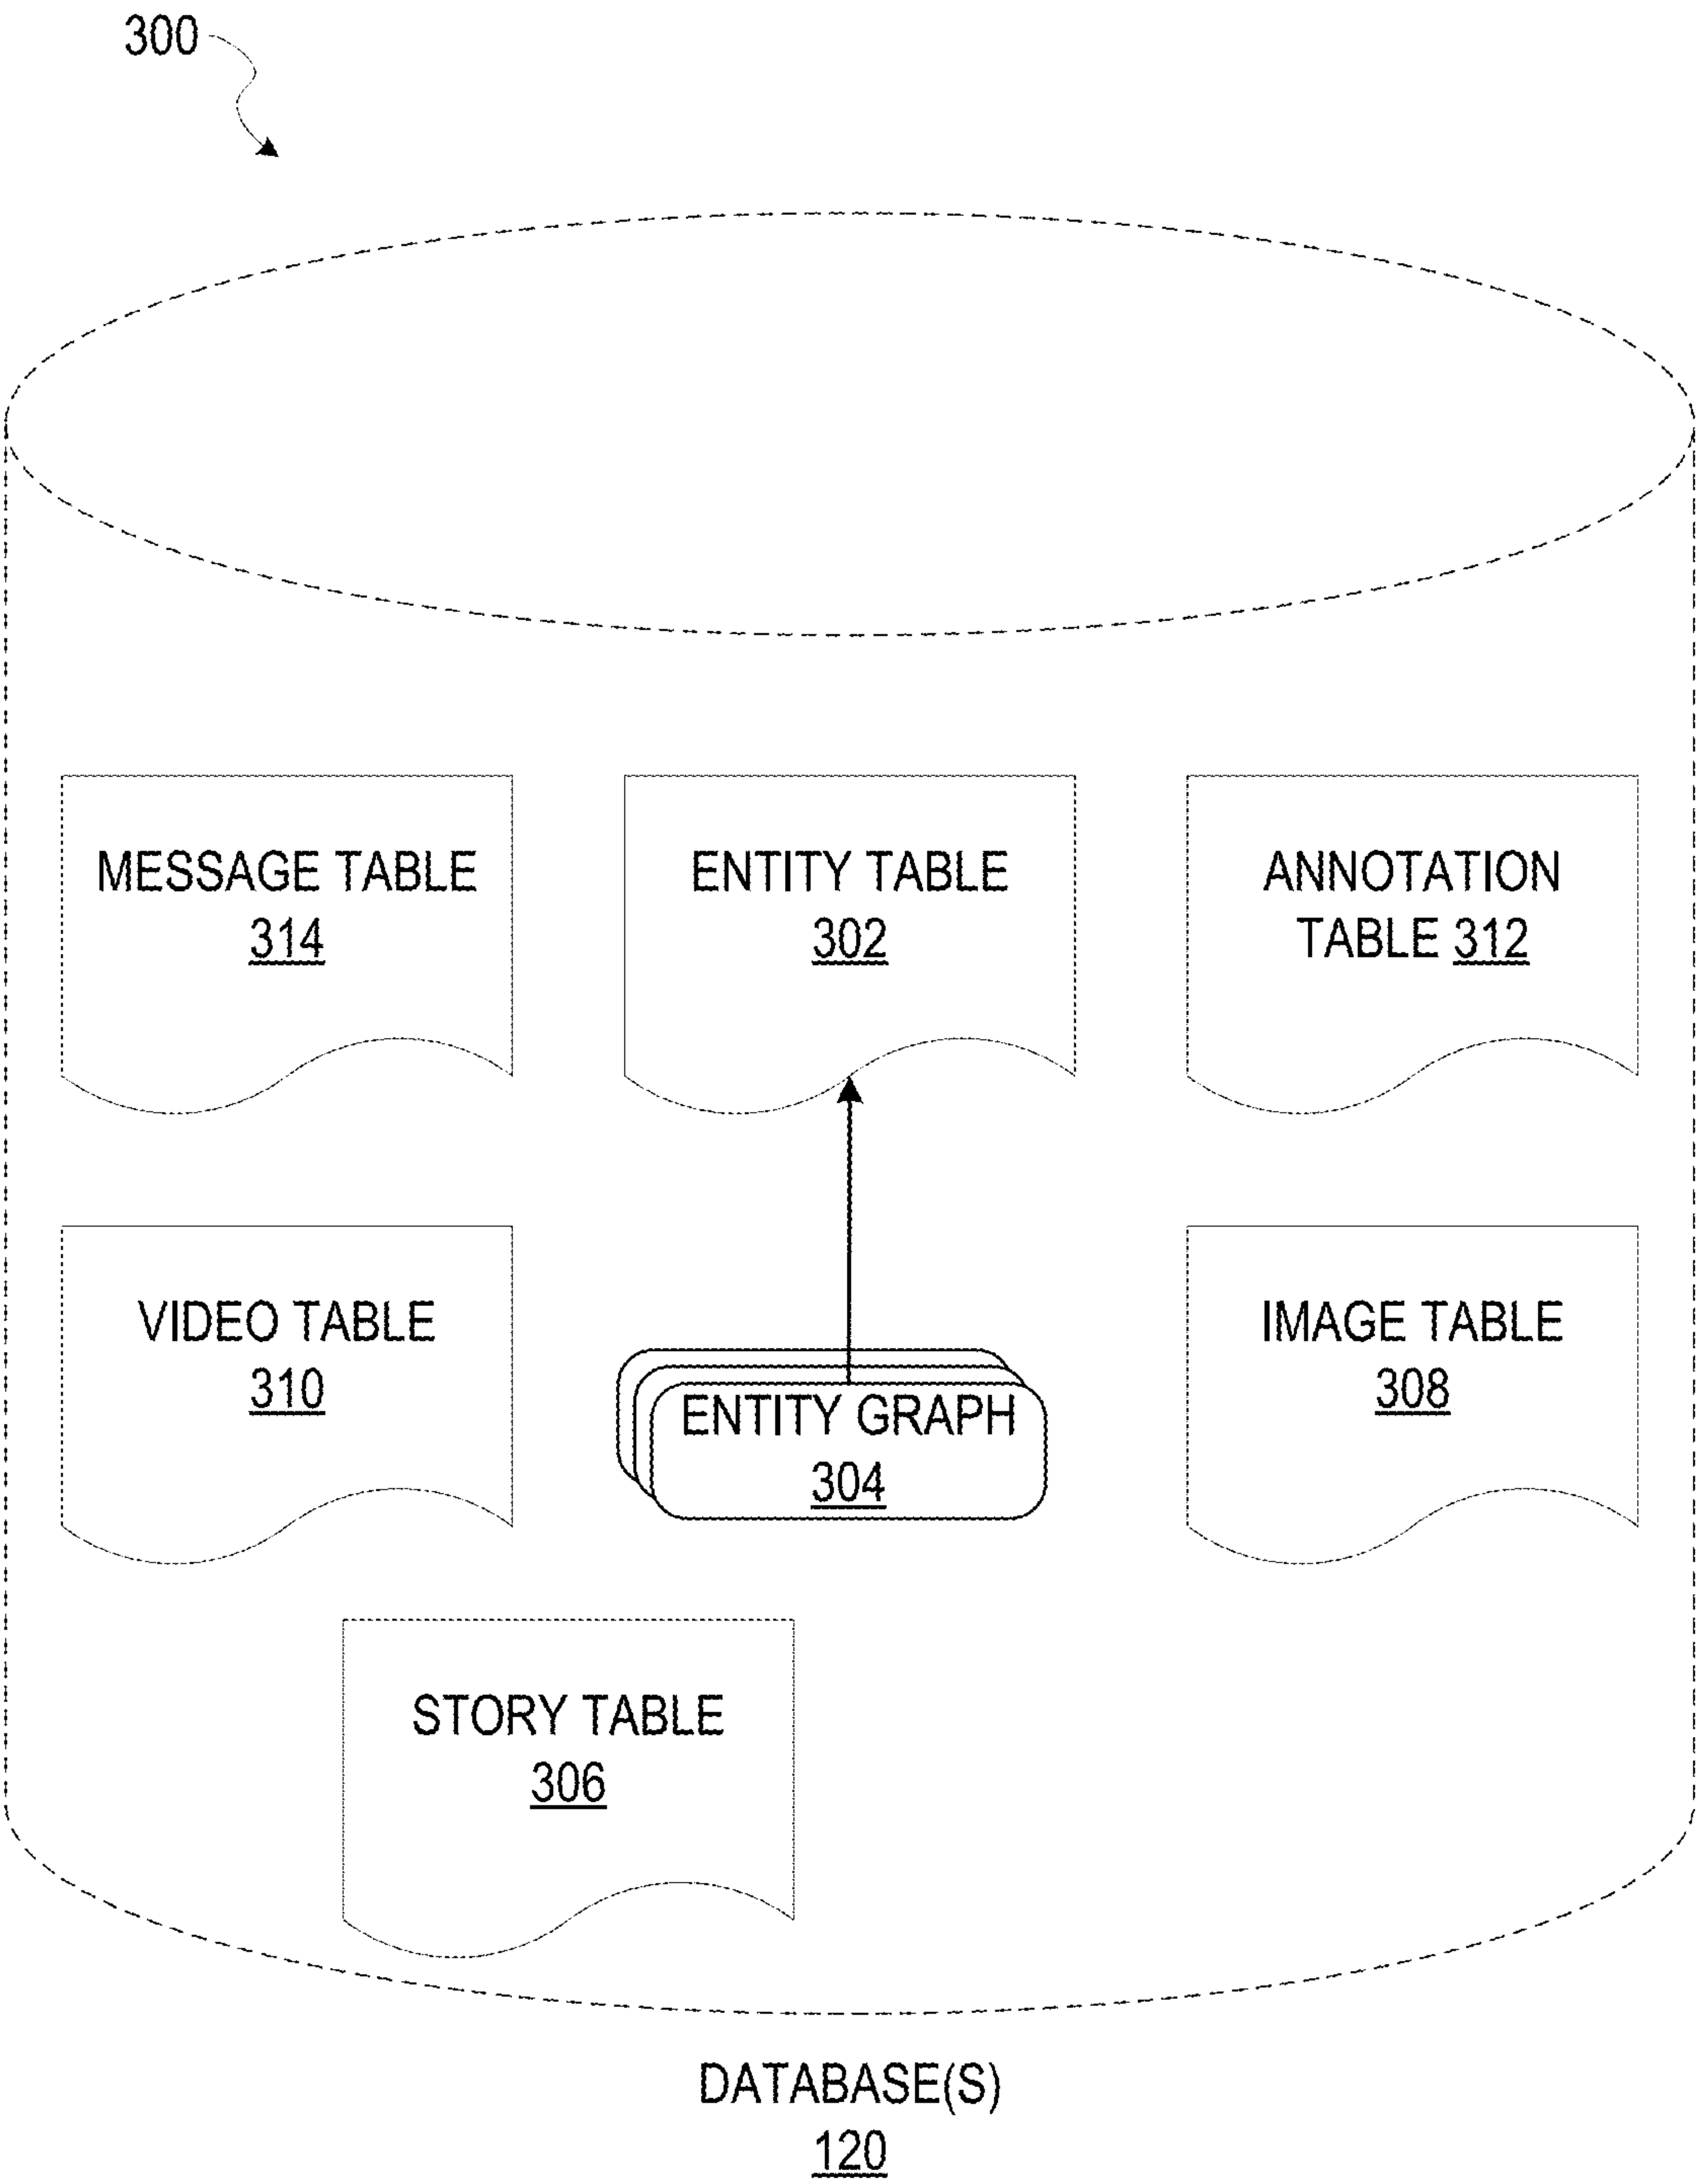 300
MESSAGE TABLE
314
ENTITY TABLE
302
ANNOTATION
TABLE 312
VIDEO TABLE
310
ENTITY GRAPH
304
IMAGE TABLE
308
STORY TABLE
306
DATABASE(S)
120